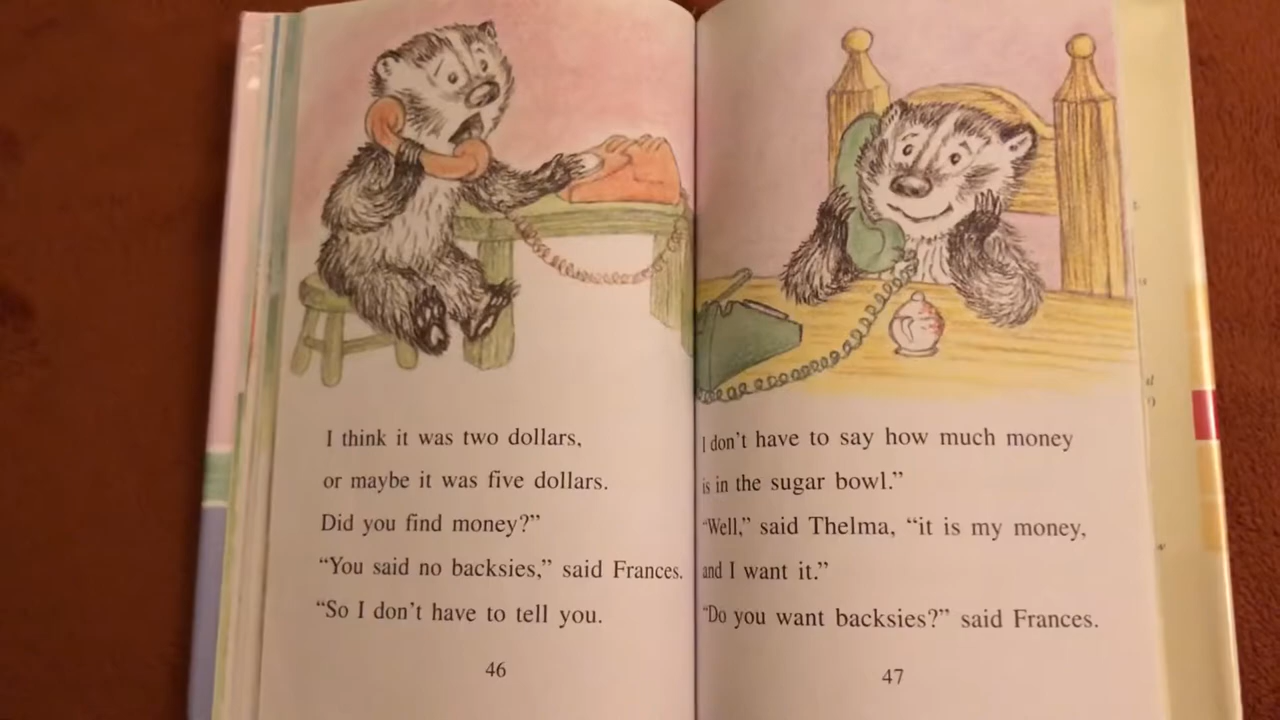 I think it was two dollars,
or maybe it was five dollars.
Did you find money?”
“You said no backsies,” said Frances.
“So I don’t have to tell you.
46
I don’t have to say how much money
is in the sugar bowl.”
“Well,” said Thelma, “it is my money,
and I want it.”
“Do you want backsies?” said Frances.
47